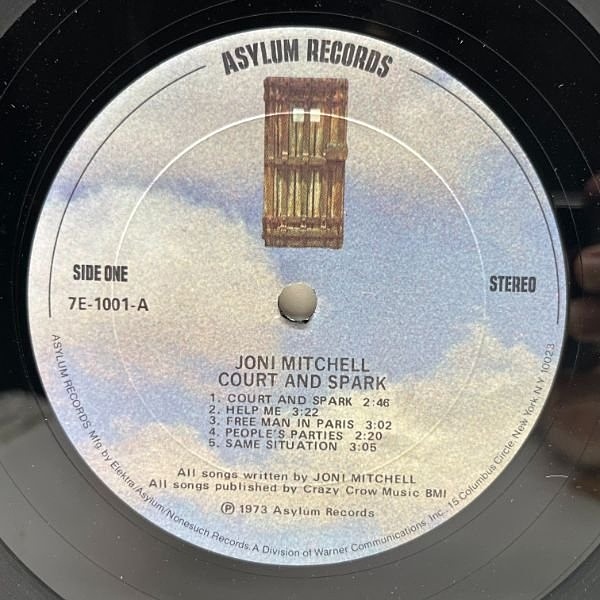 ASYLUM RECORDS
SIDE ONE
7E-1001-A
STEREO
JONI MITCHELL
COURT AND SPARK
1. COURT AND SPARK 2:46
2. HELP ME 3:22
3. FREE MAN IN PARIS 3:02
4. PEOPLE'S PARTIES 2:20
5. SAME SITUATION 3:05
All songs written by JONI MITCHELL
All songs published by Crazy Crow Music BMI
℗ 1973 Asylum Records
ASYLUM RECORDS. Mfg by Elektra/Asylum/Nonesuch Records. A Division of Warner Communications, Inc. 15 Columbus Circle, New York N.Y. 10023